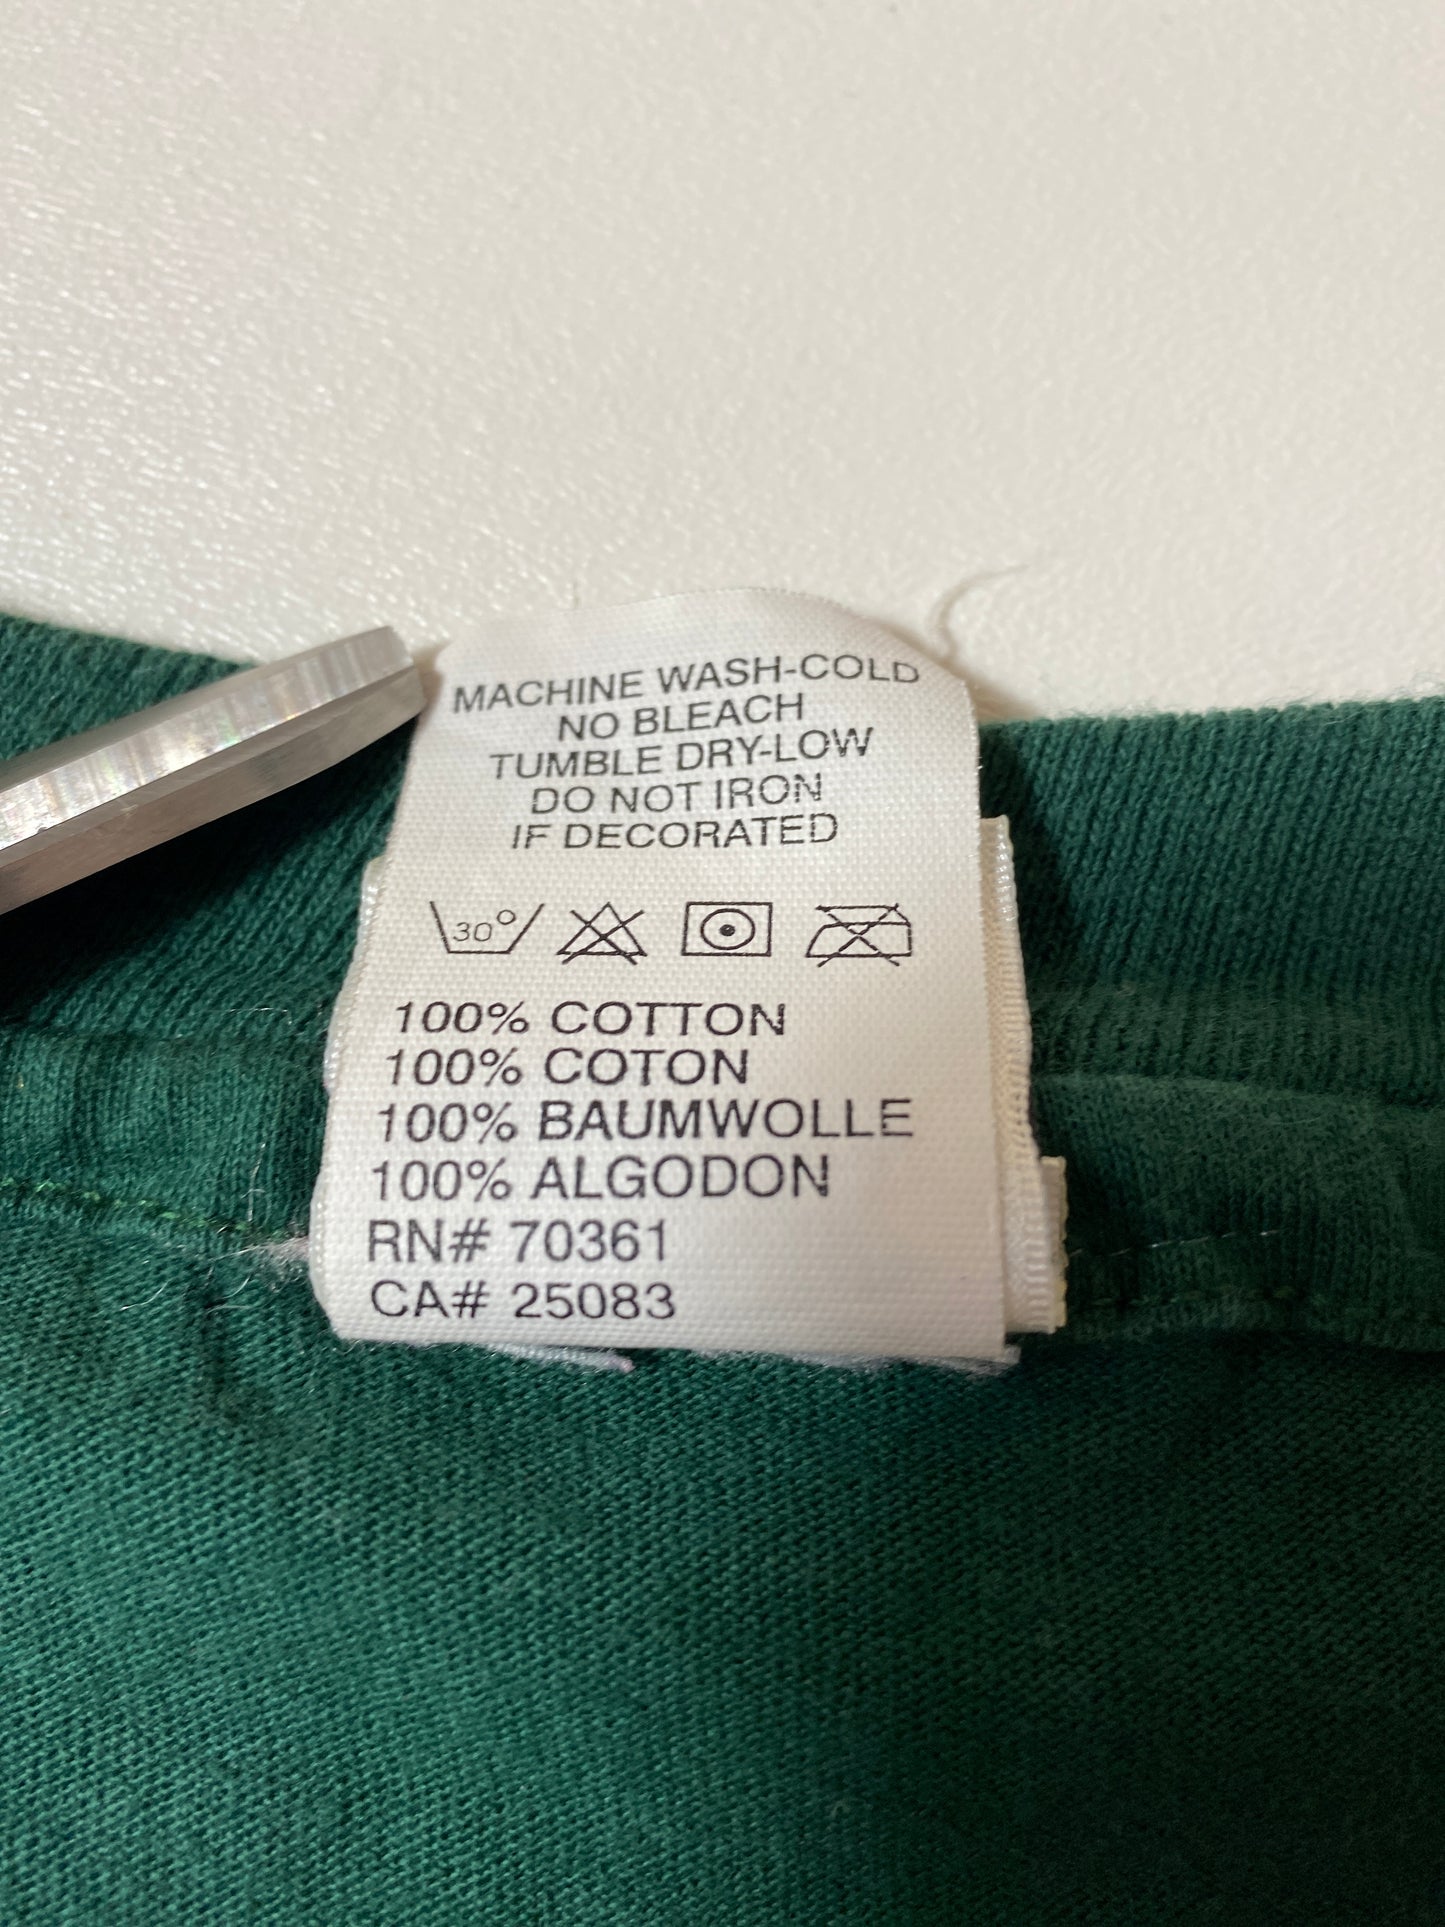 MACHINE WASH-COLD
NO BLEACH
TUMBLE DRY-LOW
DO NOT IRON
IF DECORATED
30°
100% COTTON
100% COTON
100% BAUMWOLLE
100% ALGODON
RN# 70361
CA# 25083